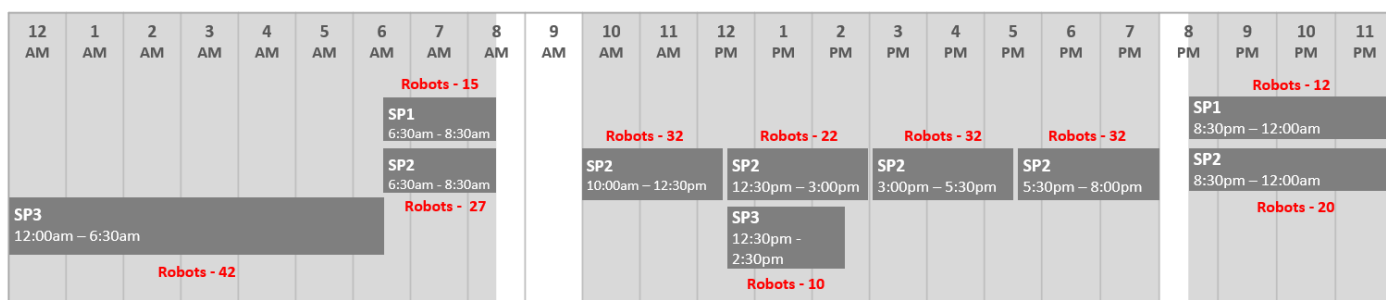 12 1 2 3 4 5 6 7 8 9 10 11 12 1 2 3 4 5 6 7 8 9 10 11
AM AM AM AM AM AM AM AM AM AM AM AM PM PM PM PM PM PM PM PM PM PM PM PM
Robots - 15
Robots - 12
SP1
6:30am - 8:30am
SP1
8:30pm – 12:00am
Robots - 32
Robots - 22
Robots - 32
Robots - 32
SP2
6:30am - 8:30am
SP2
10:00am – 12:30pm
SP2
12:30pm – 3:00pm
SP2
3:00pm – 5:30pm
SP2
5:30pm – 8:00pm
SP2
8:30pm – 12:00am
Robots - 27
Robots - 20
SP3
12:00am – 6:30am
SP3
12:30pm -
2:30pm
Robots - 42
Robots - 10